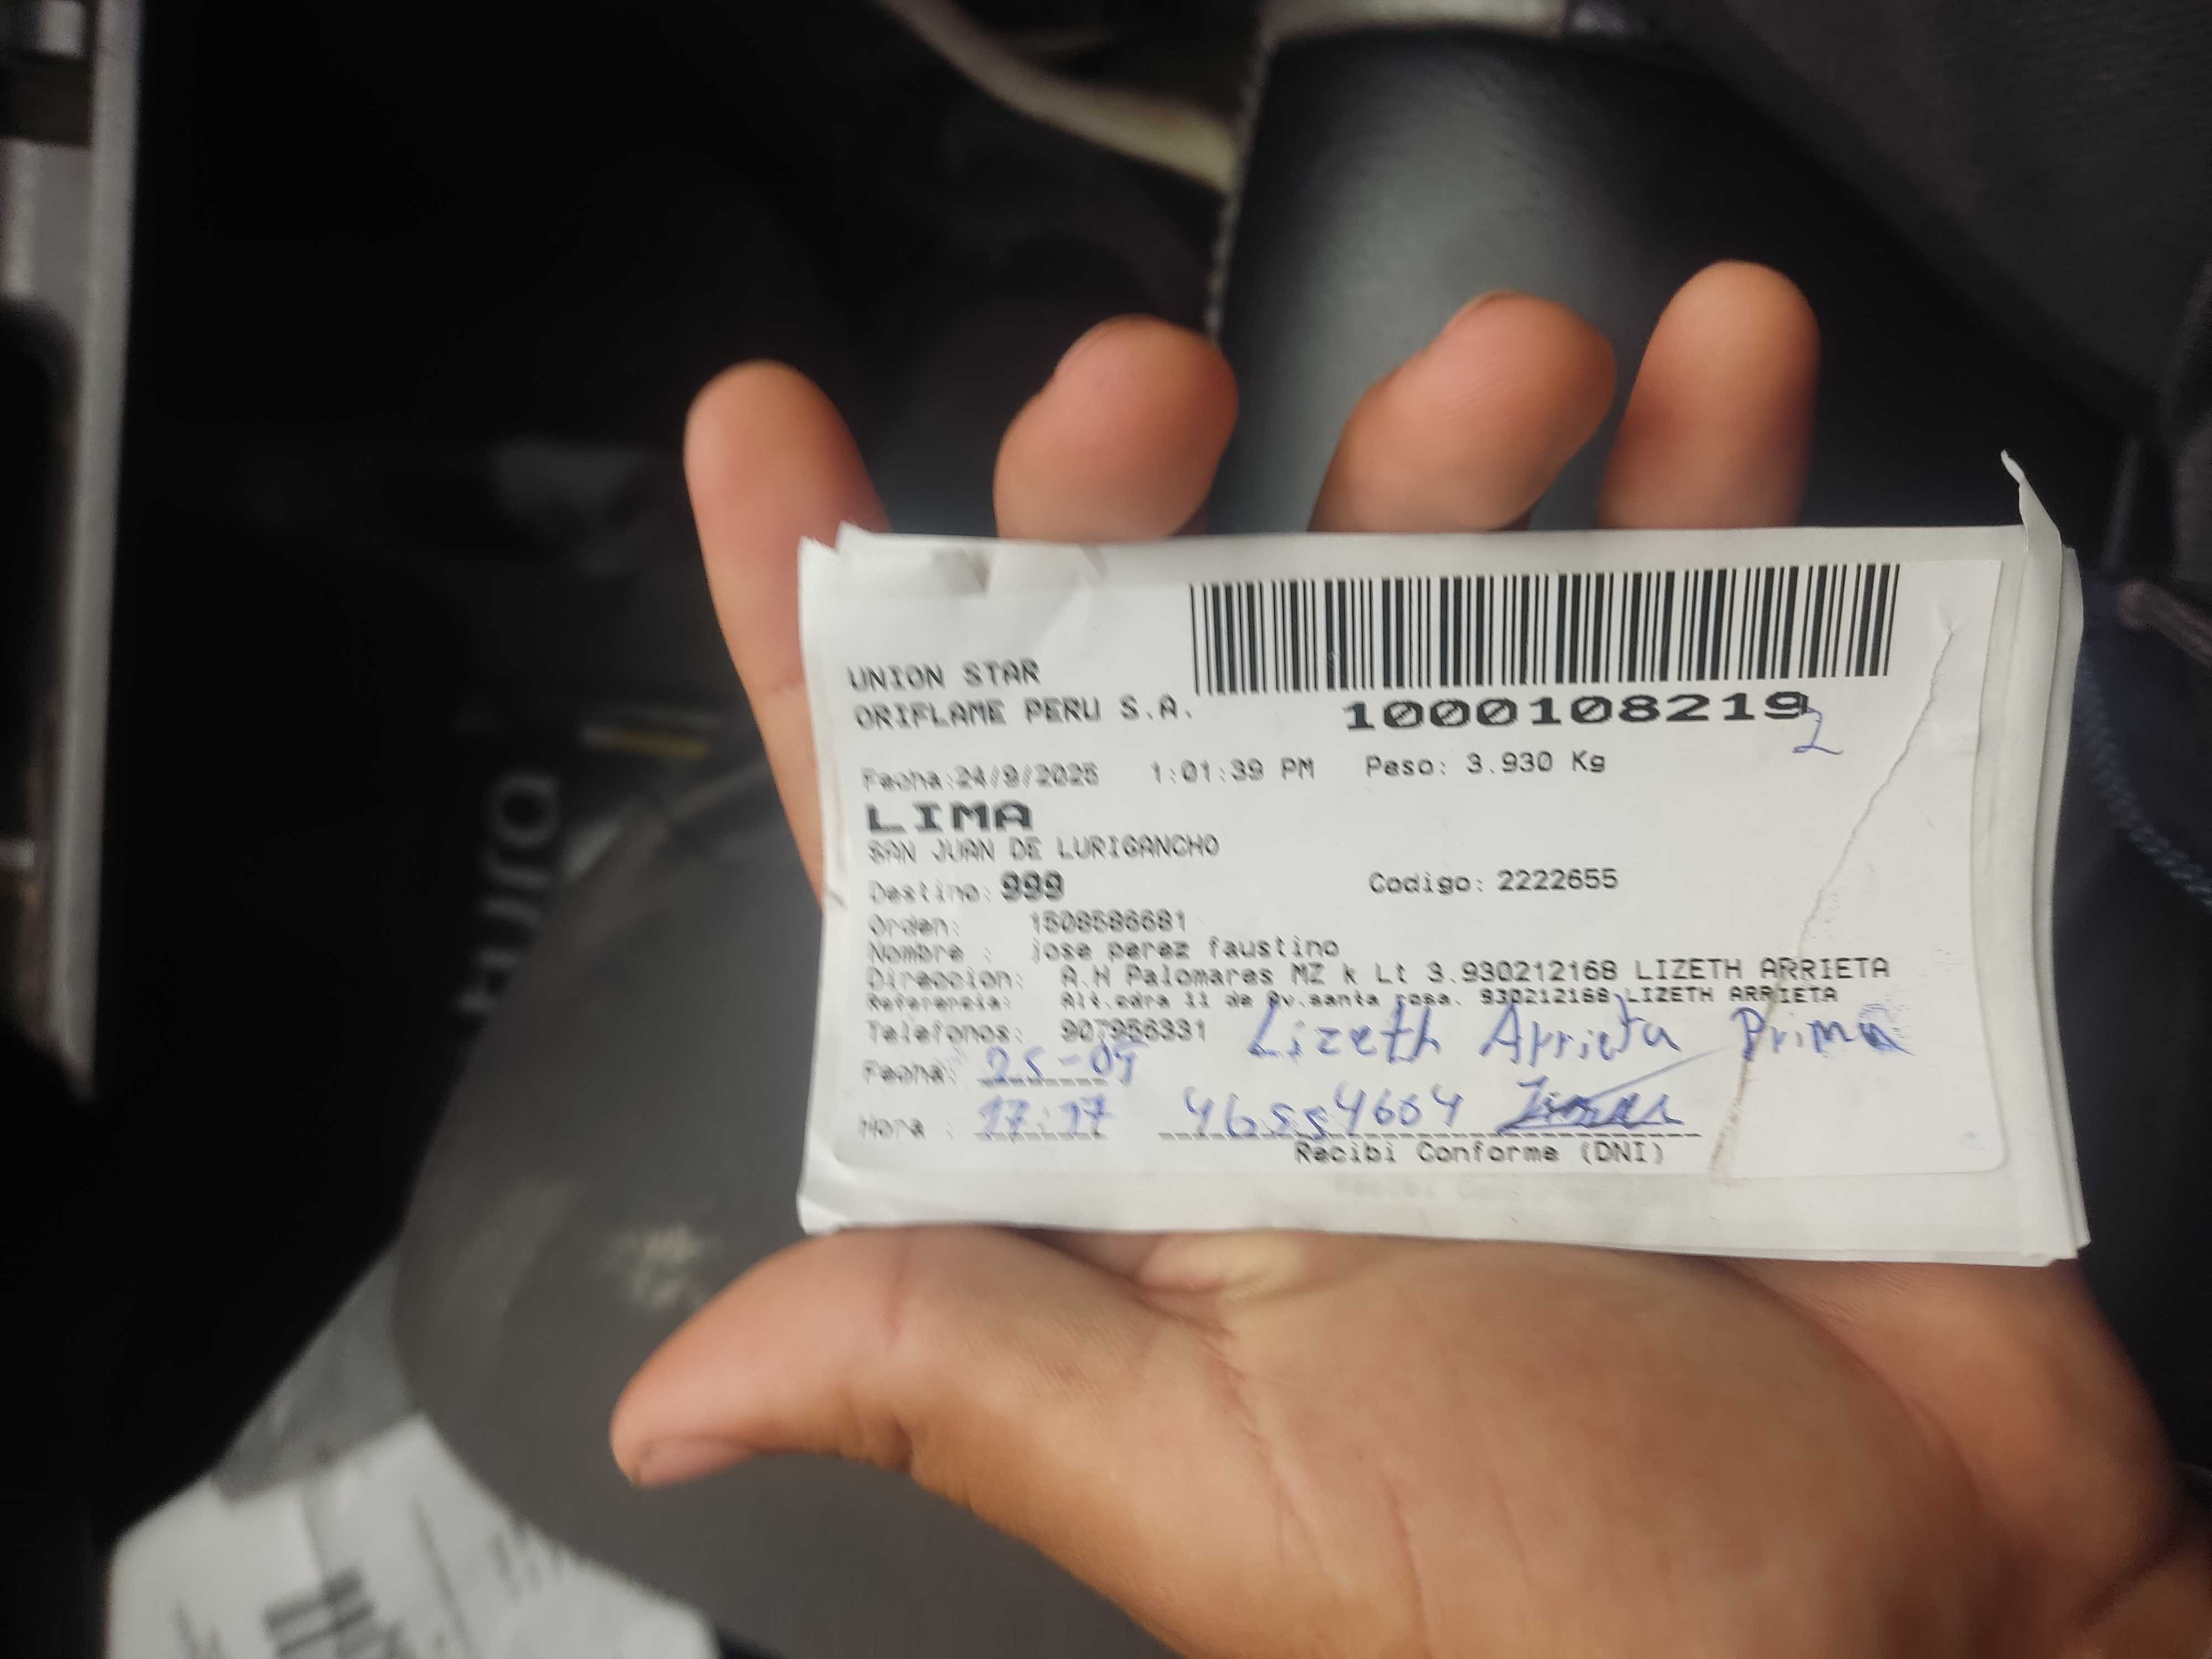 UNION STAR
ORIFLAME PERU S.A.
1000108219
2
Fecha:24/9/2025 1:01:39 PM Peso: 3.930 Kg
LIMA
SAN JUAN DE LURIGANCHO
Destino: 999 Codigo: 2222655
Orden: 1508586681
Nombre : jose perez faustino
Direccion: A.H Palomares MZ k Lt 3.930212168 LIZETH ARRIETA
Referencia: Alt.cdra 11 de Av.santa rosa. 930212168 LIZETH ARRIETA
Telefonos: 907956331 Lizeth Arrieta Prima
Fecha: 25-09
Hora : 17:17 46554604
Recibi Conforme (DNI)